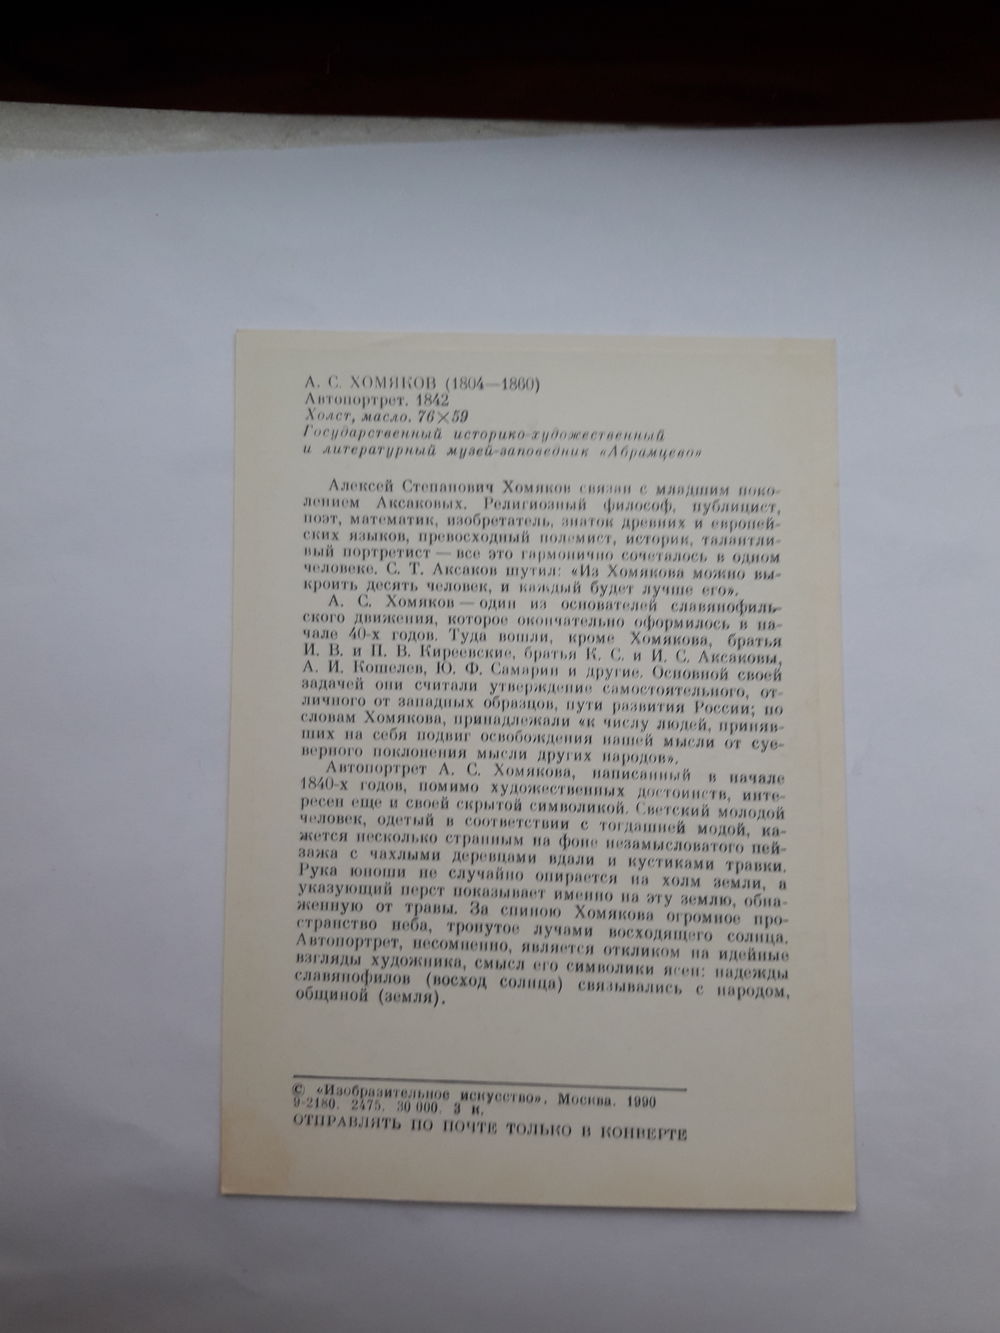 А. С. ХОМЯКОВ (1804—1860)
Автопортрет. 1842
Холст, масло. 76×59
Государственный историко-художественный
и литературный музей-заповедник «Абрамцево»
Алексей Степанович Хомяков связан с младшим поко-
лением Аксаковых. Религиозный философ, публицист,
поэт, математик, изобретатель, знаток древних и европей-
ских языков, превосходный полемист, историк, талантли-
вый портретист — все это гармонично сочеталось в одном
человеке. С. Т. Аксаков шутил: «Из Хомякова можно вы-
кроить десять человек, и каждый будет лучше его».
А. С. Хомяков — один из основателей славянофиль-
ского движения, которое окончательно оформилось в на-
чале 40-х годов. Туда вошли, кроме Хомякова, братья
И. В. и П. В. Киреевские, братья К. С. и И. С. Аксаковы,
А. И. Кошелев, Ю. Ф. Самарин и другие. Основной своей
задачей они считали утверждение самостоятельного, от-
личного от западных образцов, пути развития России; по
словам Хомякова, принадлежали «к числу людей, приняв-
ших на себя подвиг освобождения нашей мысли от суе-
верного поклонения мысли других народов».
Автопортрет А. С. Хомякова, написанный в начале
1840-х годов, помимо художественных достоинств, инте-
ресен еще и своей скрытой символикой. Светский молодой
человек, одетый в соответствии с тогдашней модой, ка-
жется несколько странным на фоне незамысловатого пей-
зажа с чахлыми деревцами вдали и кустиками травки.
Рука юноши не случайно опирается на холм земли, а
указующий перст показывает именно на эту землю, обна-
женную от травы. За спиною Хомякова огромное про-
странство неба, тронутое лучами восходящего солнца.
Автопортрет, несомненно, является откликом на идейные
взгляды художника, смысл его символики ясен: надежды
славянофилов (восход солнца) связывались с народом,
общиной (земля).
© «Изобразительное искусство». Москва. 1990
9-2180. 2475. 30 000. 3 к.
ОТПРАВЛЯТЬ ПО ПОЧТЕ ТОЛЬКО В КОНВЕРТЕ